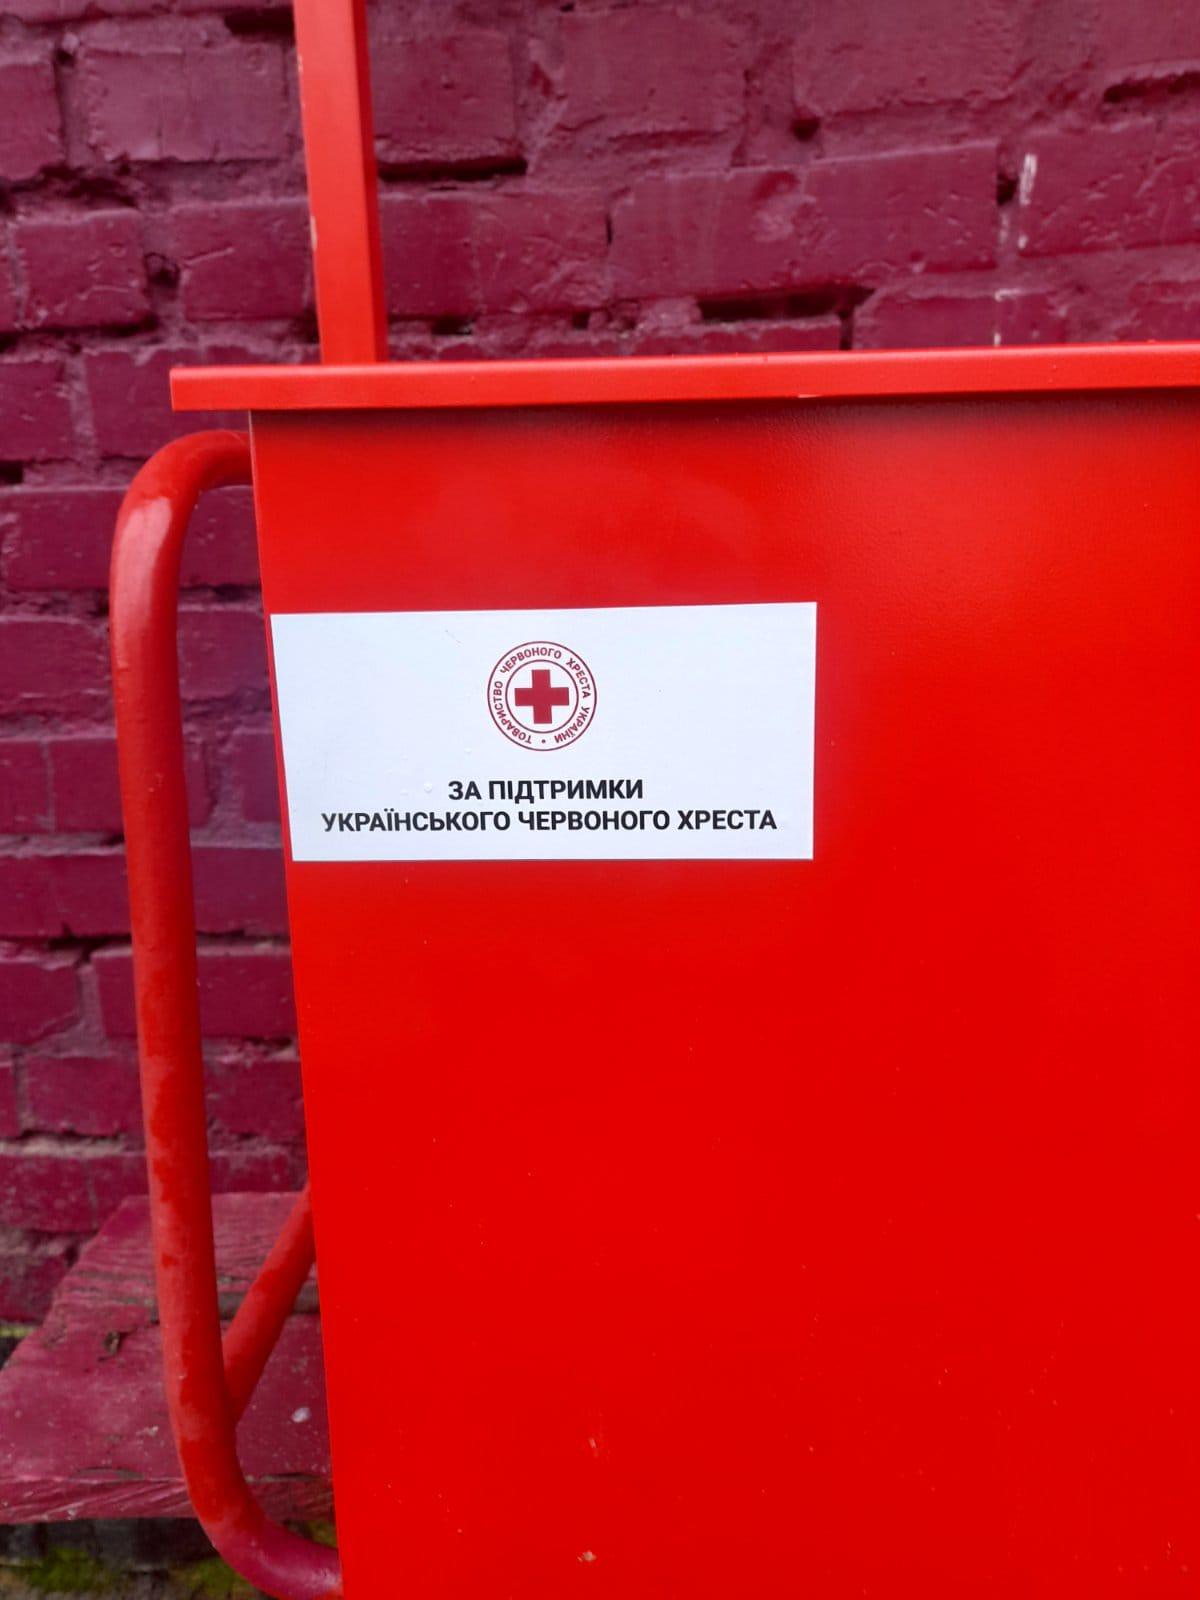 ТОВАРИСТВО ЧЕРВОНОГО ХРЕСТА УКРАЇНИ •
ЗА ПІДТРИМКИ
УКРАЇНСЬКОГО ЧЕРВОНОГО ХРЕСТА